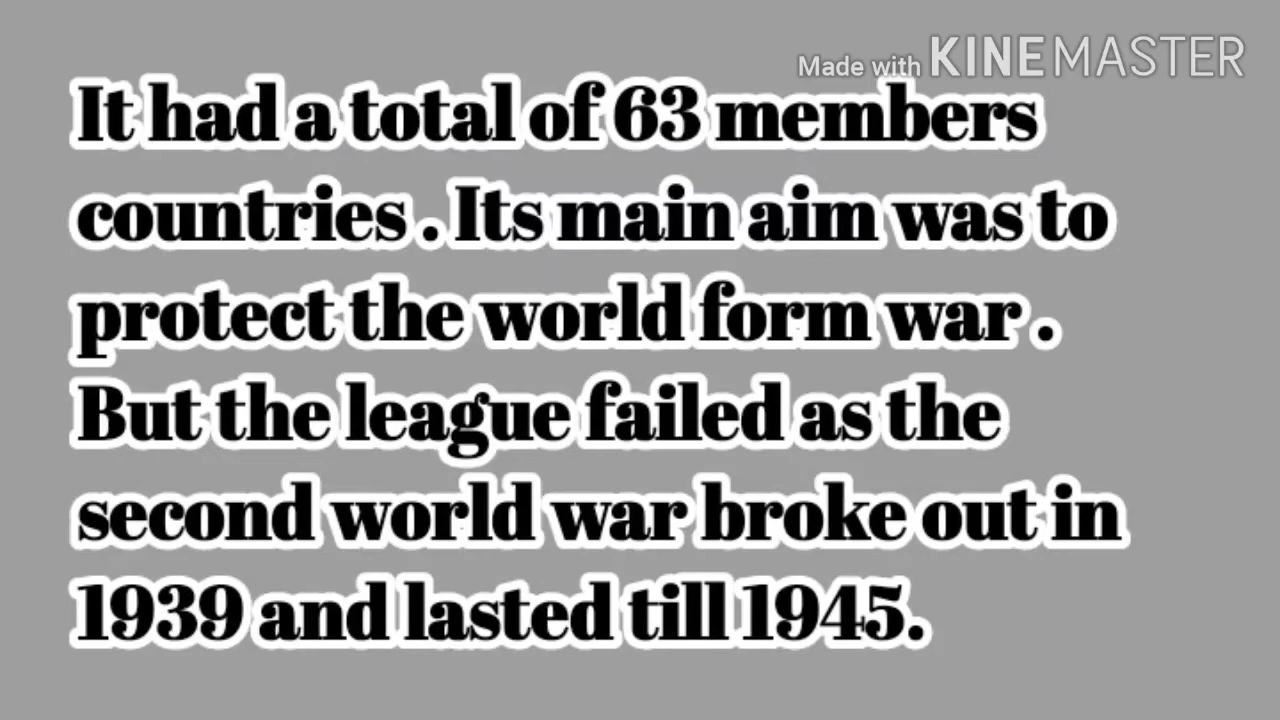 Made with KINEMASTER
It had a total of 63 members
countries . Its main aim was to
protect the world form war .
But the league failed as the
second world war broke out in
1939 and lasted till 1945.